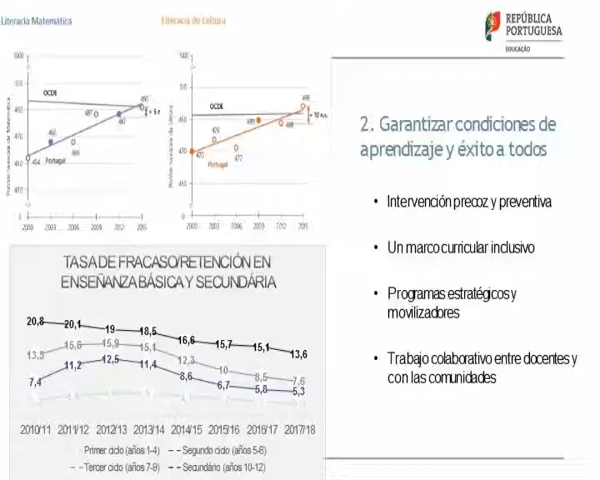 Literacia Matemática
Literacia de Leitura
REPÚBLICA
PORTUGUESA
EDUCAÇÃO
OCDE
Portugal
2000 2003 2006 2009 2012 2015
OCDE
Portugal
2000 2003 2006 2009 2012 2015
2. Garantizar condiciones de
aprendizaje y éxito a todos
• Intervención precoz y preventiva
• Un marco curricular inclusivo
• Programas estratégicos y
movilizadores
• Trabajo colaborativo entre docentes y
con las comunidades
TASA DE FRACASO/RETENCIÓN EN
ENSEÑANZA BÁSICA Y SECUNDÁRIA
20,8 20,1 19 18,5 16,6 15,7 15,1 13,6
13,3 15,6 15,9 15,1 12,3 10 8,5 7,6
7,4 11,2 12,5 11,4 8,6 6,7 5,8 5,3
2010/11 2011/12 2012/13 2013/14 2014/15 2015/16 2016/17 2017/18
Primer ciclo (años 1-4) Segundo ciclo (años 5-6)
Tercer ciclo (años 7-9) Secundário (años 10-12)